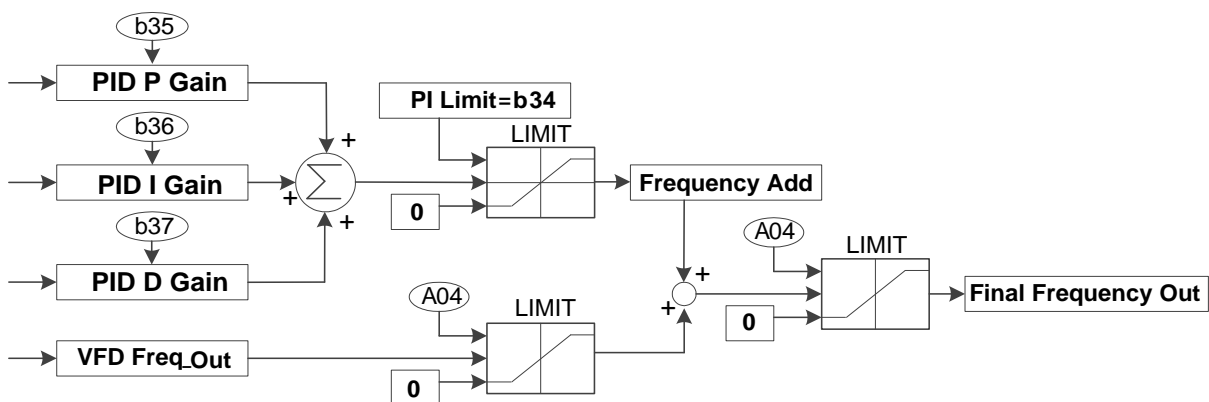 b35
PID P Gain
b36
PID I Gain
b37
PID D Gain
+
+
+
Σ
PI Limit=b34
LIMIT
0
Frequency Add
A04
LIMIT
0
VFD Freq_Out
+
+
A04
LIMIT
0
Final Frequency Out